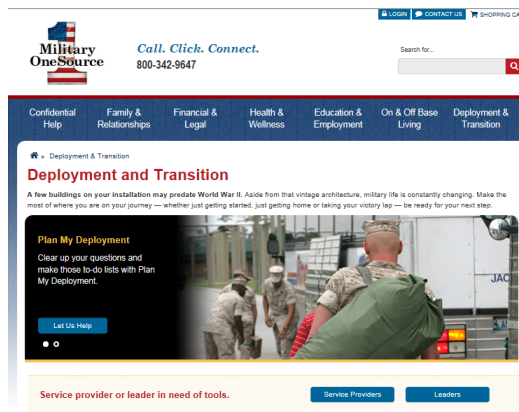 LOGIN CONTACT US SHOPPING CA
Military
OneSource
Call. Click. Connect.
800-342-9647
Search for...
Confidential Help
Family & Relationships
Financial & Legal
Health & Wellness
Education & Employment
On & Off Base Living
Deployment & Transition
» Deployment & Transition
Deployment and Transition
A few buildings on your installation may predate World War II. Aside from that vintage architecture, military life is constantly changing. Make the
most of where you are on your journey — whether just getting started, just getting home or taking your victory lap — be ready for your next step.
Plan My Deployment
Clear up your questions and
make those to-do lists with Plan
My Deployment.
JAC
Let Us Help
Service provider or leader in need of tools.
Service Providers
Leaders